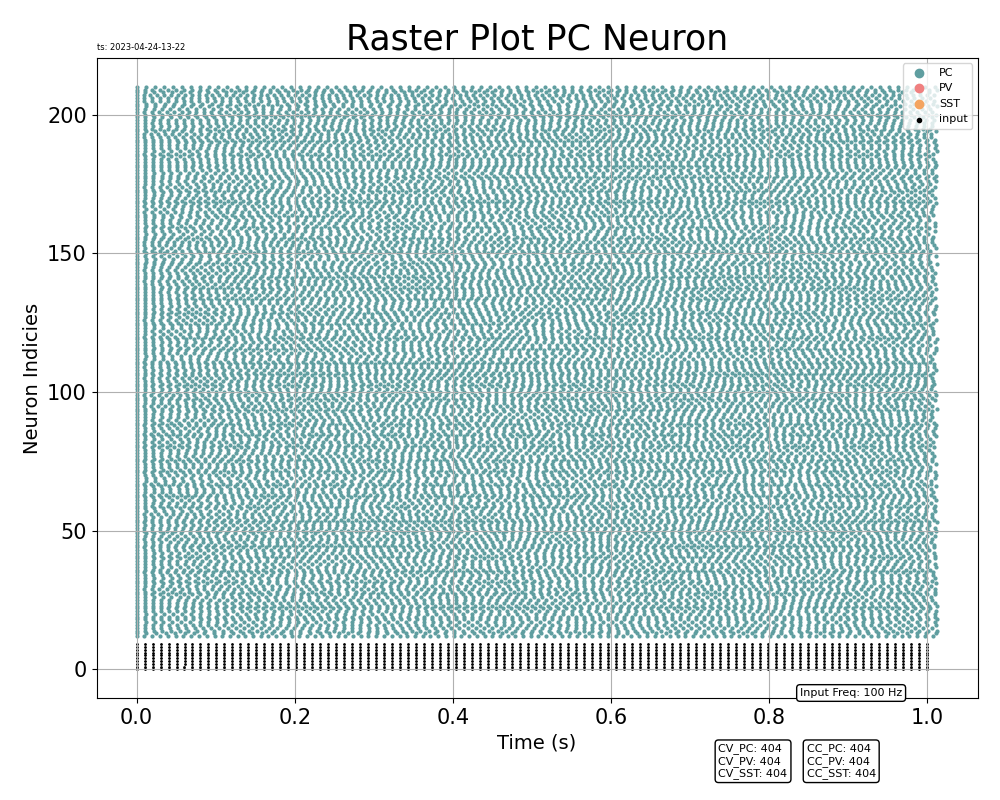 Raster Plot PC Neuron
ts: 2023-04-24-13-22
PC
PV
SST
input
200
150
100
50
0
Neuron Indicies
0.0 0.2 0.4 0.6 0.8 1.0
Time (s)
Input Freq: 100 Hz
CV_PC: 404
CV_PV: 404
CV_SST: 404
CC_PC: 404
CC_PV: 404
CC_SST: 404